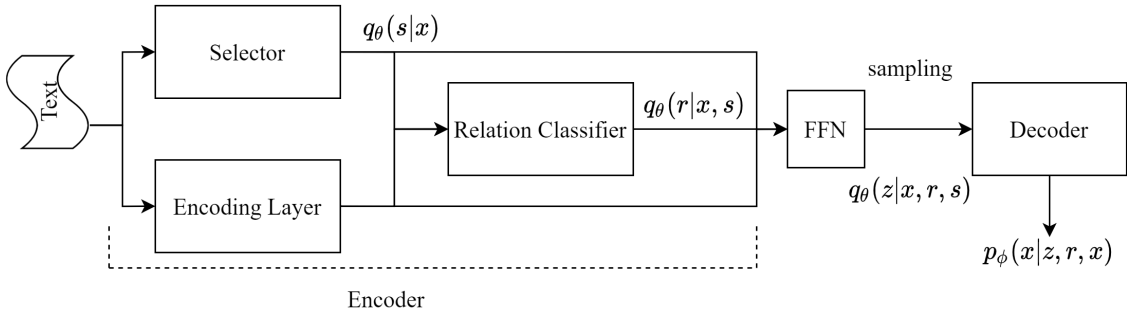 Text
Selector
q_θ(s|x)
Encoding Layer
Relation Classifier
q_θ(r|x, s)
FFN
sampling
q_θ(z|x, r, s)
Decoder
p_ϕ(x|z, r, x)
Encoder